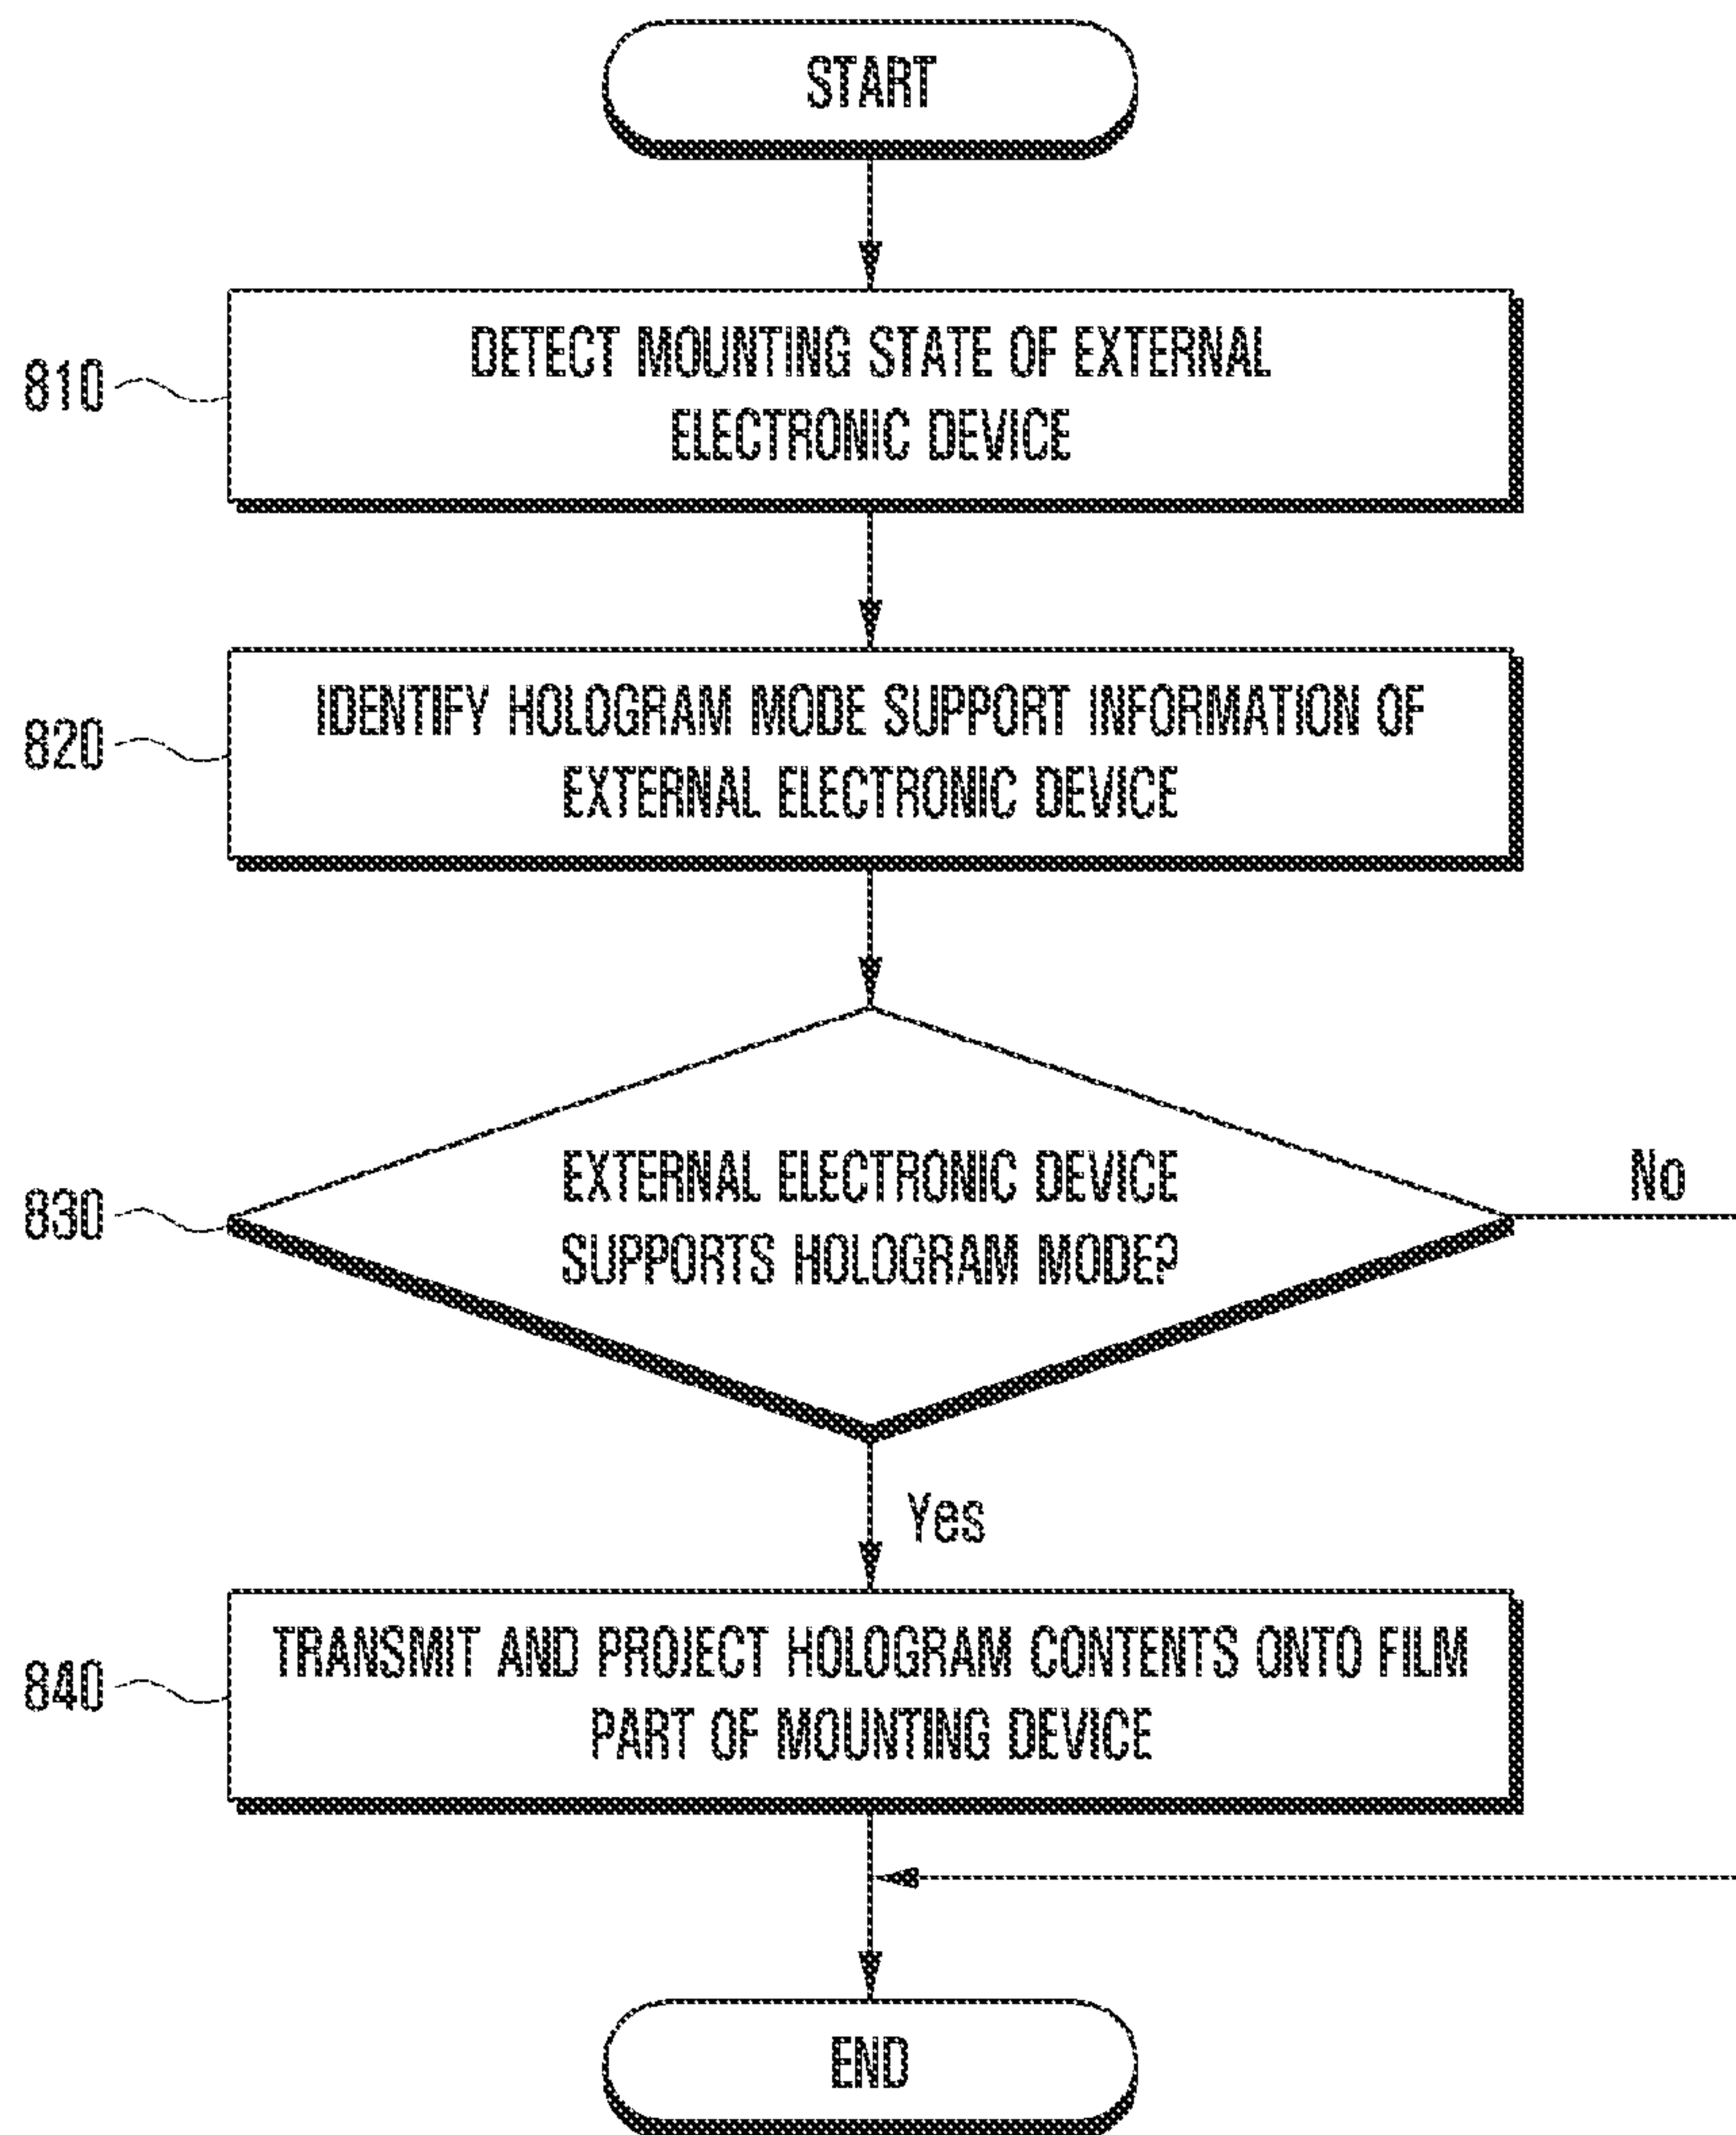 START
810
DETECT MOUNTING STATE OF EXTERNAL
ELECTRONIC DEVICE
820
IDENTIFY HOLOGRAM MODE SUPPORT INFORMATION OF
EXTERNAL ELECTRONIC DEVICE
830
EXTERNAL ELECTRONIC DEVICE
SUPPORTS HOLOGRAM MODE?
No
Yes
840
TRANSMIT AND PROJECT HOLOGRAM CONTENTS ONTO FILM
PART OF MOUNTING DEVICE
END